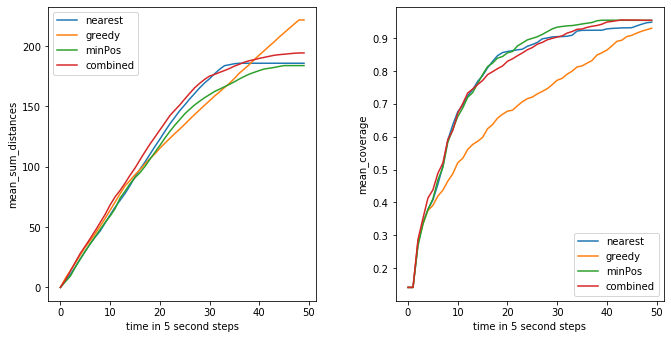 nearest
greedy
minPos
combined
mean_sum_distances
200
150
100
50
0
0 10 20 30 40 50
time in 5 second steps
mean_coverage
0.9
0.8
0.7
0.6
0.5
0.4
0.3
0.2
nearest
greedy
minPos
combined
0 10 20 30 40 50
time in 5 second steps